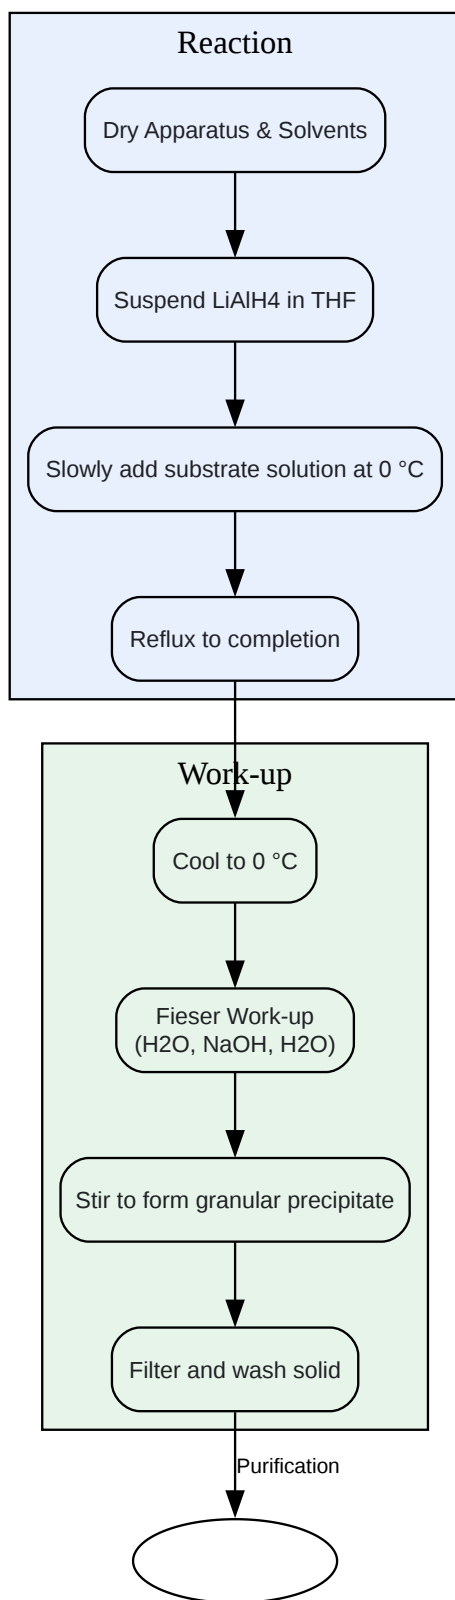 Reaction
Dry Apparatus & Solvents
Suspend LiAlH4 in THF
Slowly add substrate solution at 0 °C
Reflux to completion
Work-up
Cool to 0 °C
Fieser Work-up
(H2O, NaOH, H2O)
Stir to form granular precipitate
Filter and wash solid
Purification